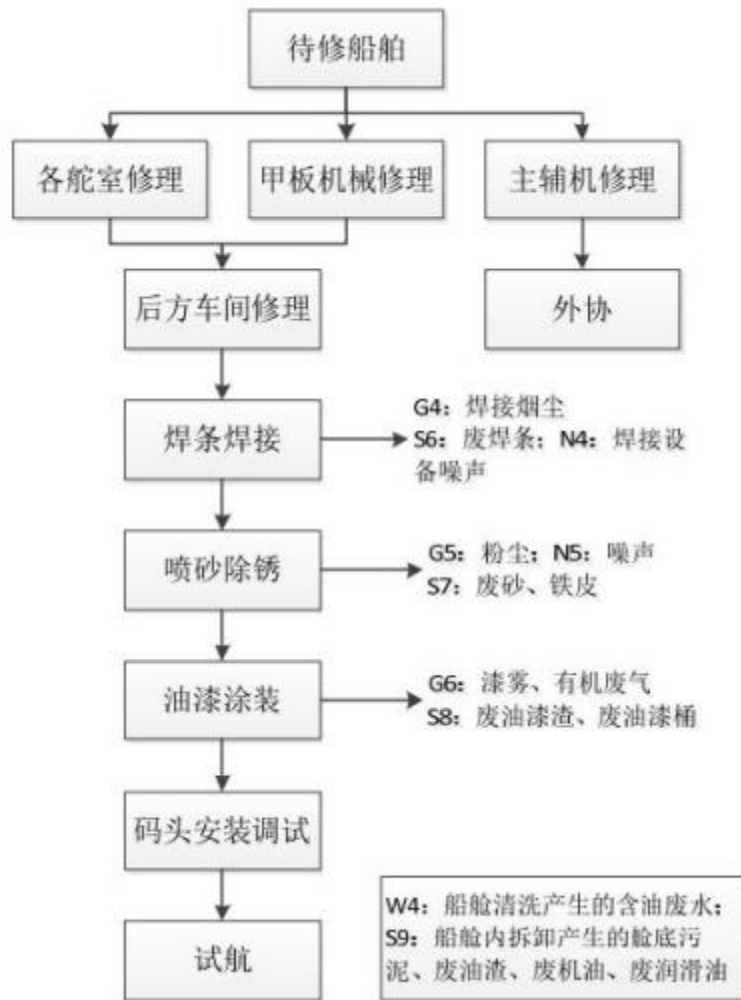 待修船舶
各舵室修理
甲板机械修理
主辅机修理
后方车间修理
外协
焊条焊接
G4：焊接烟尘
S6：废焊条；N4：焊接设
备噪声
喷砂除锈
G5：粉尘；N5：噪声
S7：废砂、铁皮
油漆涂装
G6：漆雾、有机废气
S8：废油漆渣、废油漆桶
码头安装调试
试航
W4：船舱清洗产生的含油废水；
S9：船舱内拆卸产生的舱底污
泥、废油渣、废机油、废润滑油